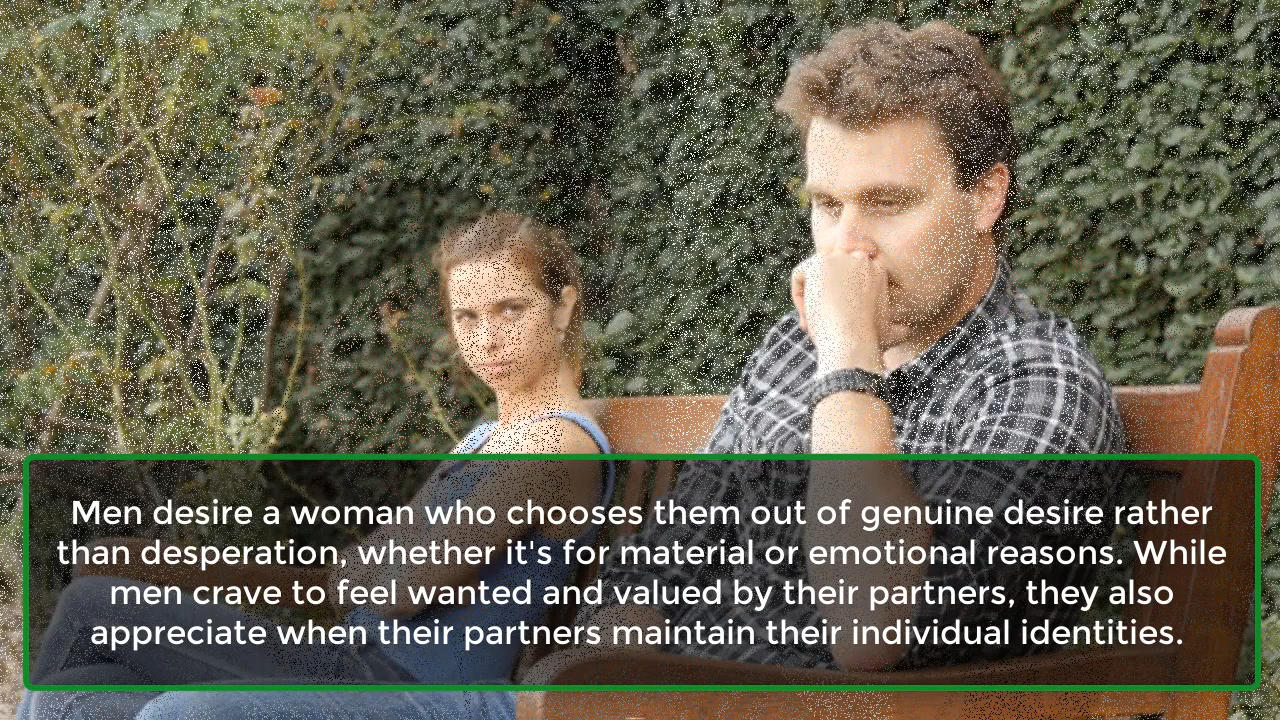 Men desire a woman who chooses them out of genuine desire rather
than desperation, whether it's for material or emotional reasons. While
men crave to feel wanted and valued by their partners, they also
appreciate when their partners maintain their individual identities.